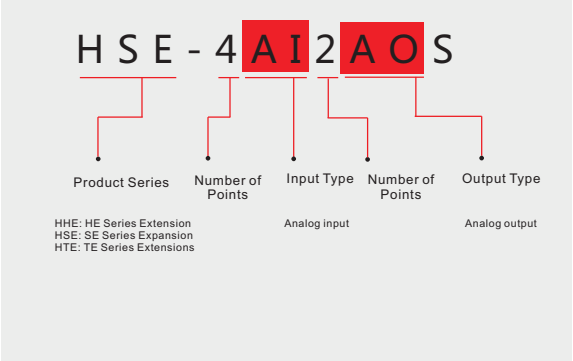 HSE-4AI2AOS
Product Series
Number of
Points
Input Type
Number of
Points
Output Type
HHE: HE Series Extension
HSE: SE Series Expansion
HTE: TE Series Extensions
Analog input
Analog output